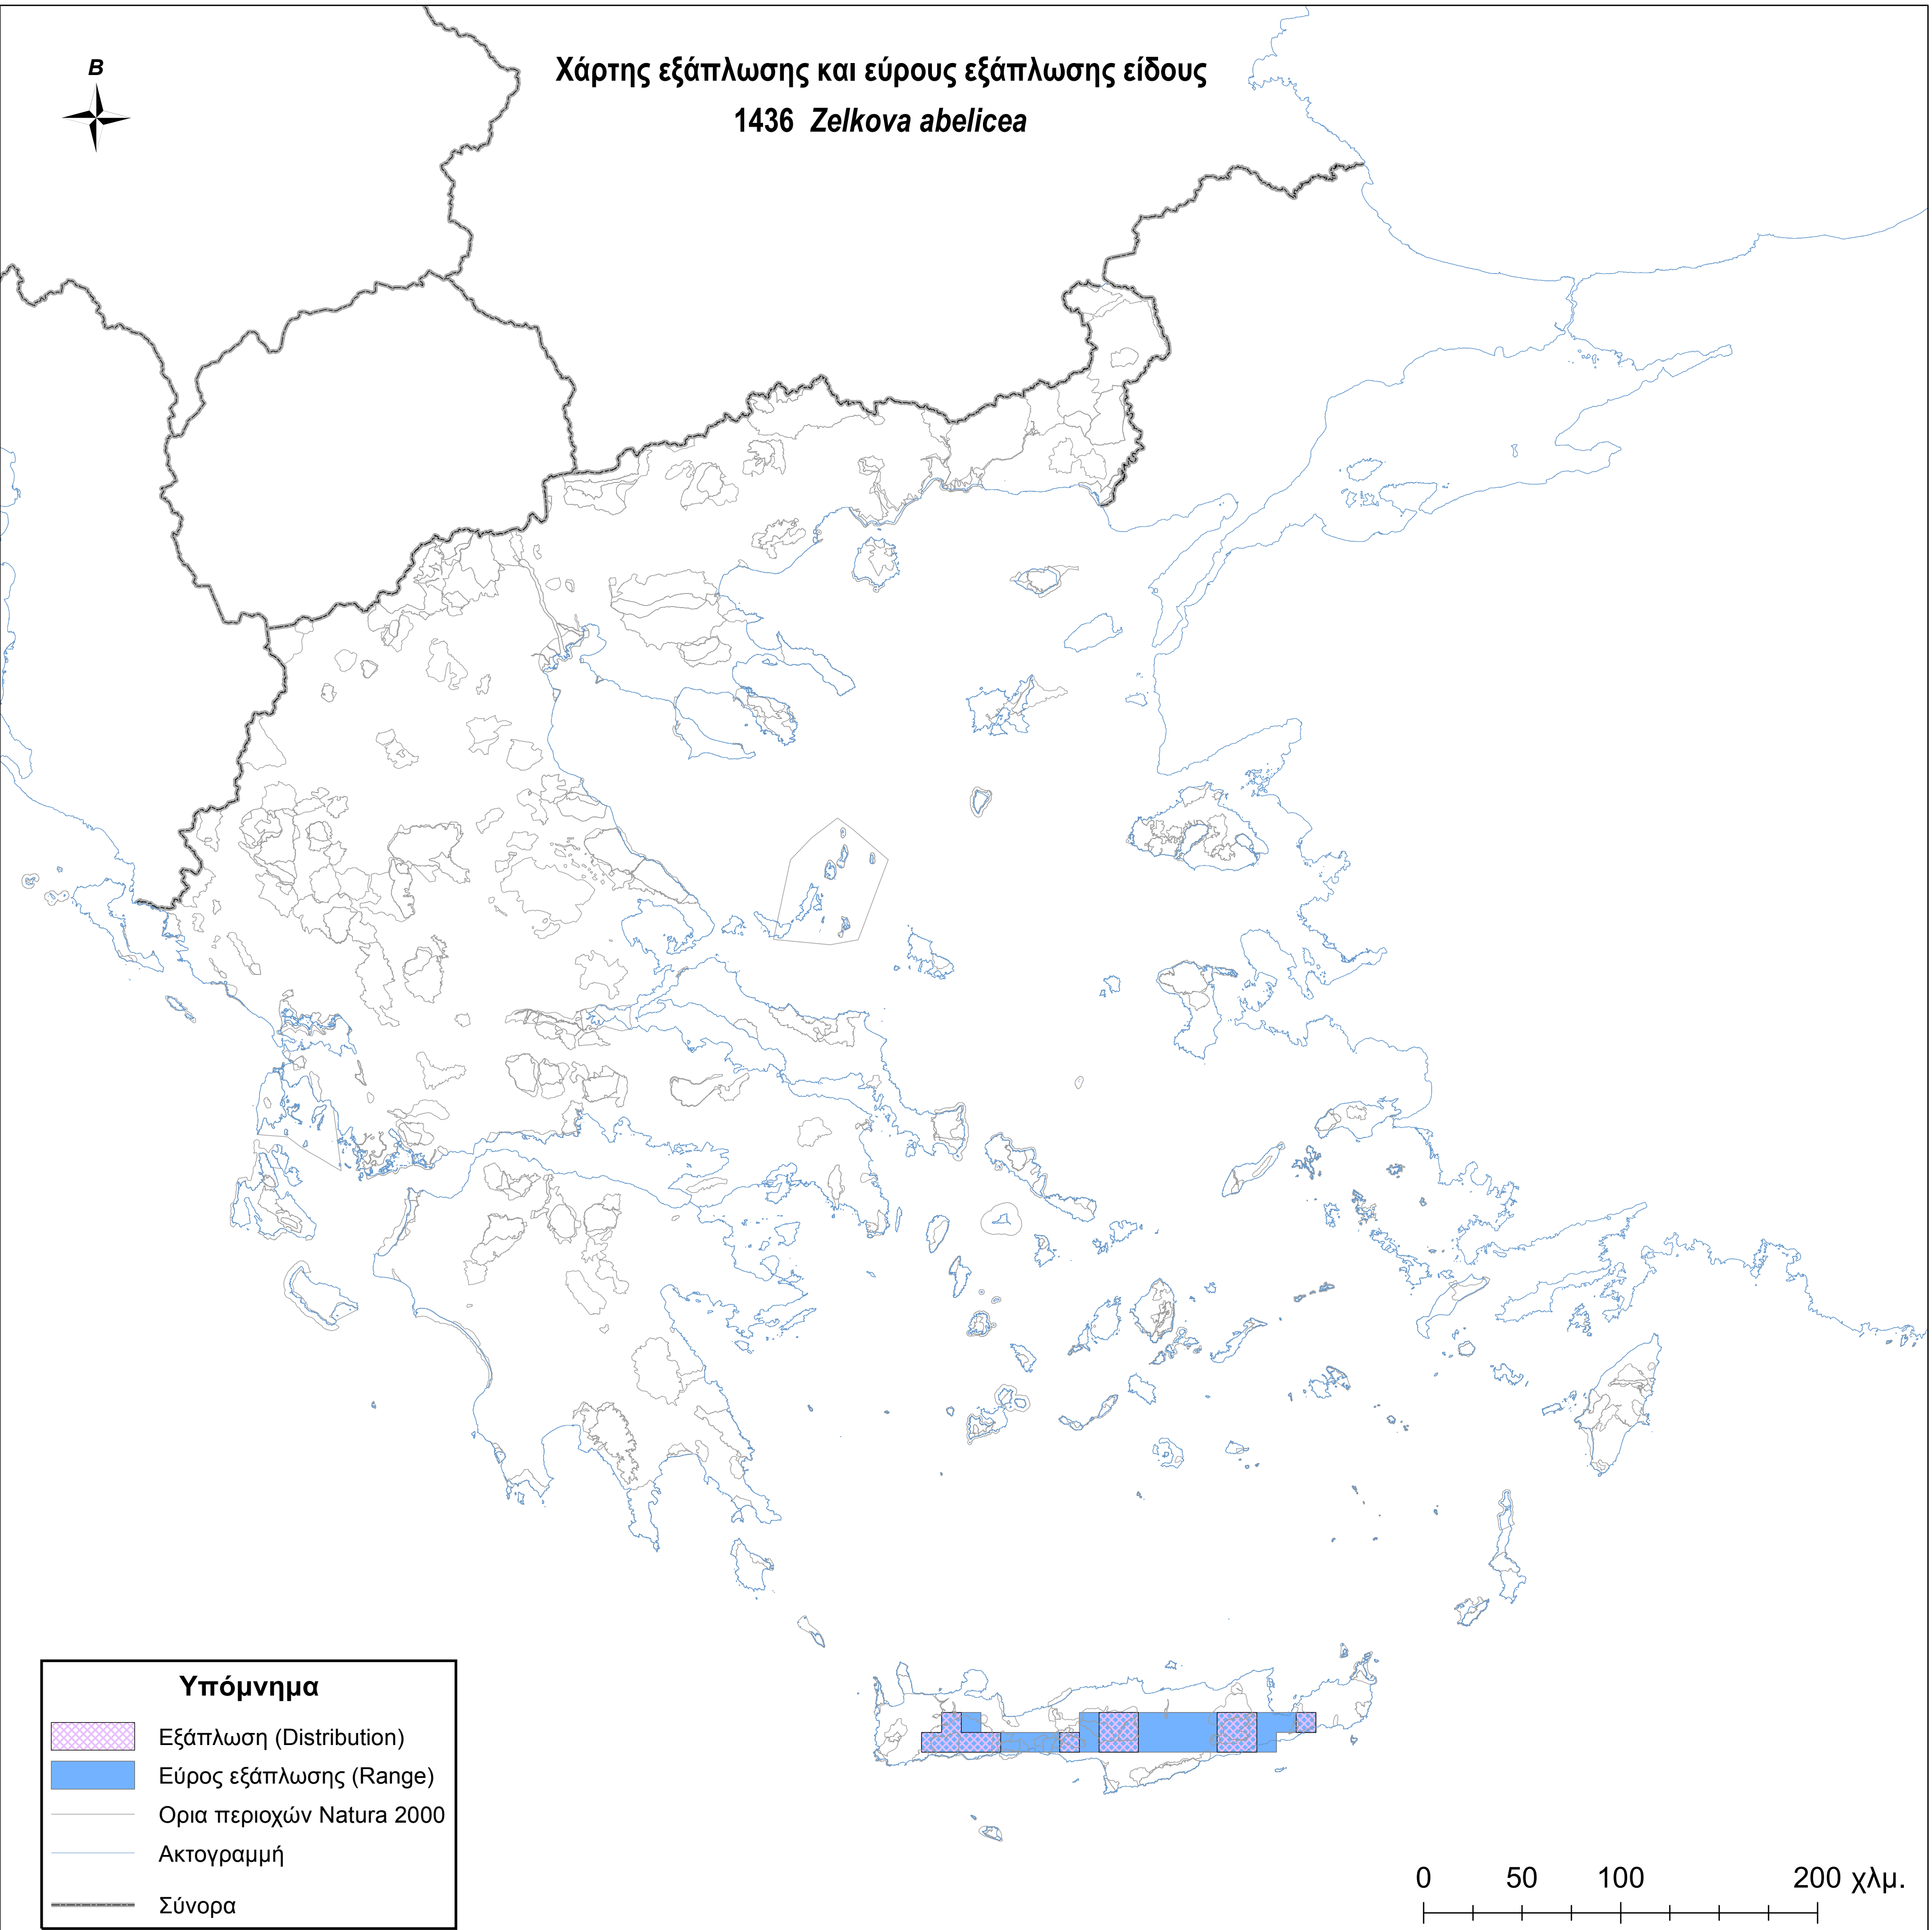 Β
Χάρτης εξάπλωσης και εύρους εξάπλωσης είδους
1436 Zelkova abelicea
Υπόμνημα
Εξάπλωση (Distribution)
Εύρος εξάπλωσης (Range)
Ορια περιοχών Natura 2000
Ακτογραμμή
Σύνορα
0 50 100 200 χλμ.